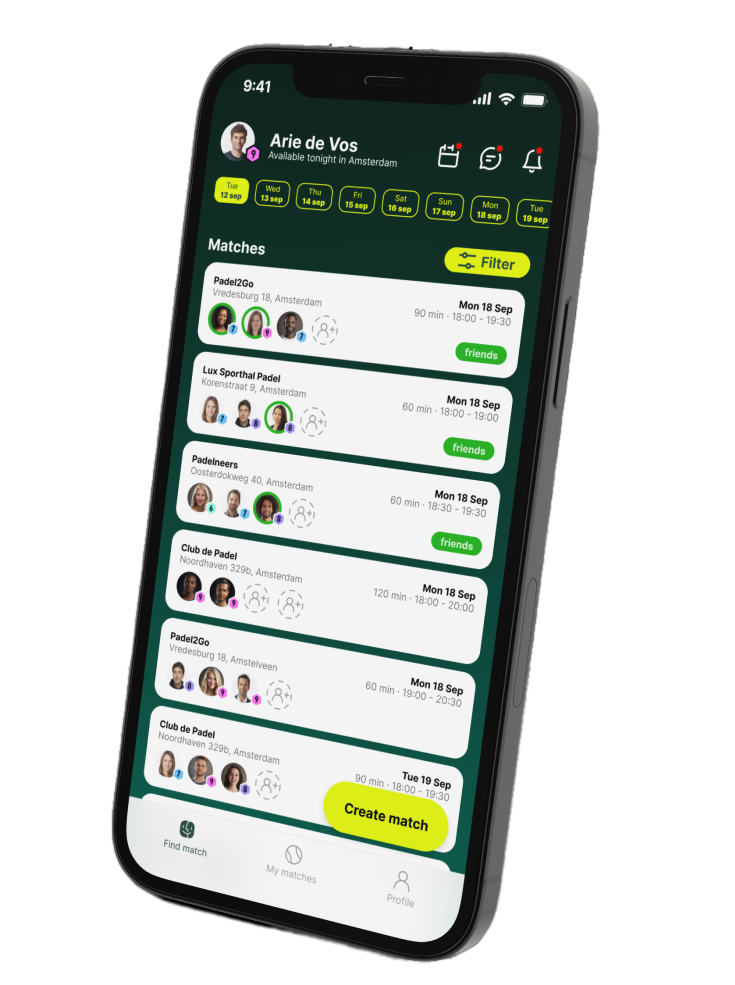 9:41
Arie de Vos
9
Available tonight in Amsterdam
Tue
12 sep
Wed
13 sep
Thu
14 sep
Fri
15 sep
Sat
16 sep
Sun
17 sep
Mon
18 sep
Tue
19 sep
Matches
Filter
Padel2Go
Vredesburg 18, Amsterdam
Mon 18 Sep
90 min · 18:00 - 19:30
7 9 7
friends
Lux Sporthal Padel
Korenstraat 9, Amsterdam
Mon 18 Sep
60 min · 18:00 - 19:00
7 8 8
friends
Padelneers
Oosterdokweg 40, Amsterdam
Mon 18 Sep
60 min · 18:30 - 19:30
6 7 8
friends
Club de Padel
Noordhaven 329b, Amsterdam
Mon 18 Sep
120 min · 18:00 - 20:00
9 9
Padel2Go
Vredesburg 18, Amstelveen
Mon 18 Sep
60 min · 19:00 - 20:30
8 9 9
Club de Padel
Noordhaven 329b, Amsterdam
Tue 19 Sep
90 min · 18:00 - 19:30
7 9 8
Create match
Find match
My matches
Profile